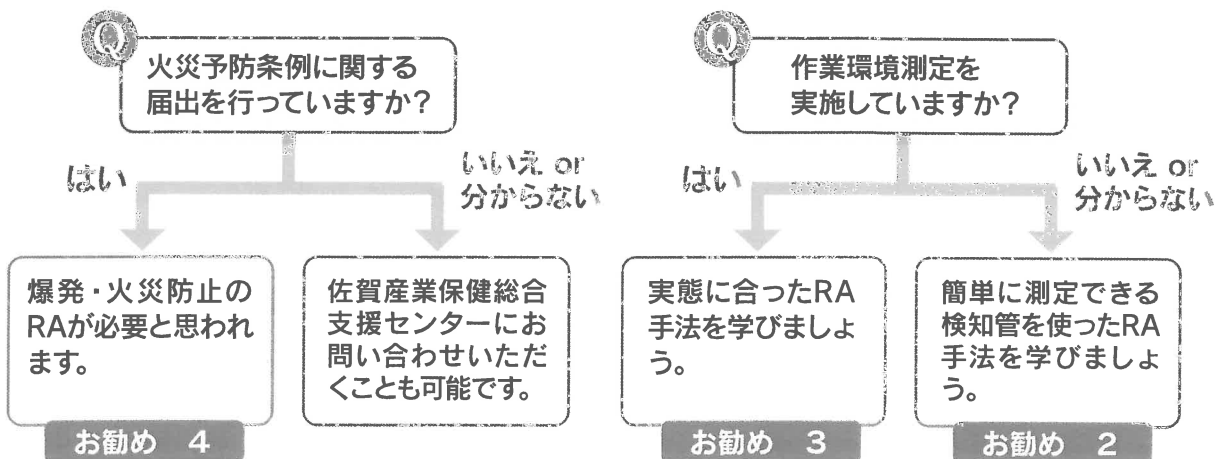 Q
火災予防条例に関する
届出を行っていますか？
はい
いいえ or
分からない
爆発・火災防止の
RAが必要と思われ
ます。
お勧め 4
佐賀産業保健総合
支援センターにお
問い合わせいただ
くことも可能です。
Q
作業環境測定を
実施していますか？
はい
いいえ or
分からない
実態に合ったRA
手法を学びましょ
う。
お勧め 3
簡単に測定できる
検知管を使ったRA
手法を学びましょ
う。
お勧め 2